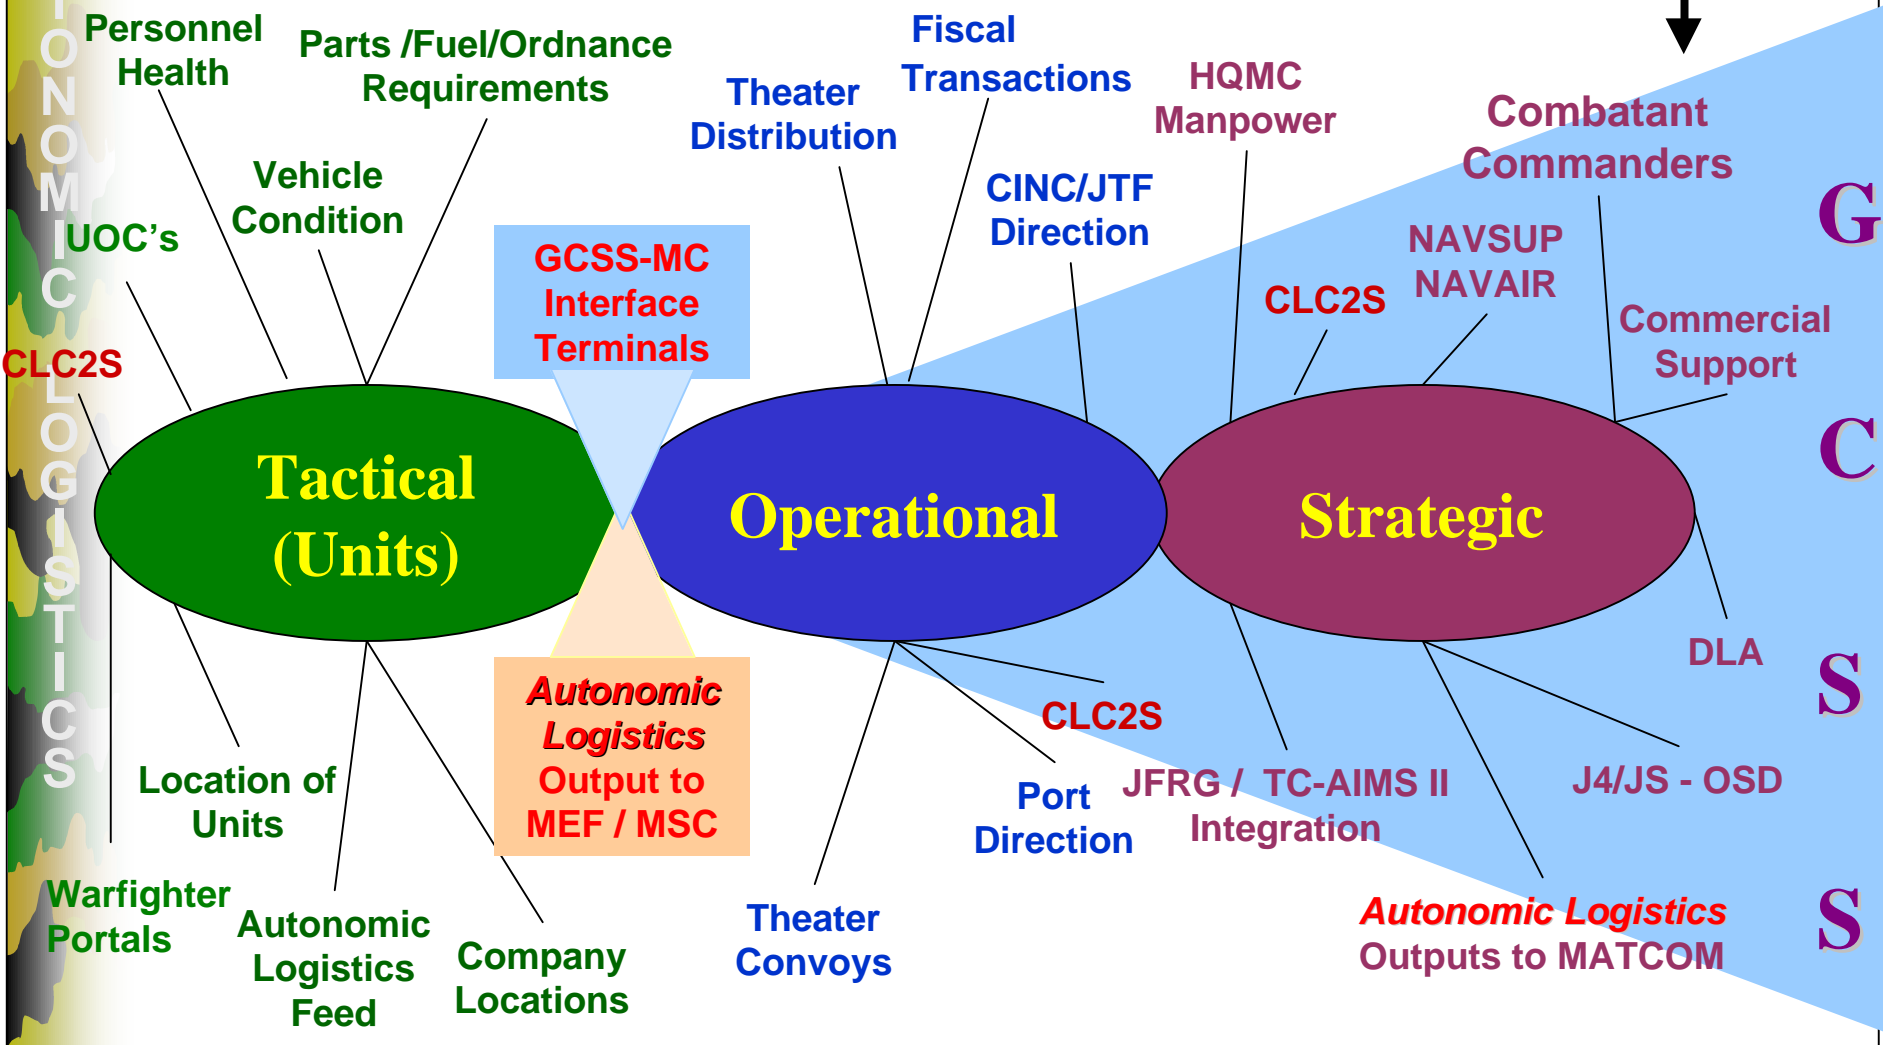 ONOMIC LOGISTICS
Personnel
Health
Parts /Fuel/Ordnance
Requirements
Vehicle
Condition
UOC's
CLC2S
GCSS-MC
Interface
Terminals
Theater
Distribution
Fiscal
Transactions
CINC/JTF
Direction
HQMC
Manpower
Combatant
Commanders
CLC2S
NAVSUP
NAVAIR
Commercial
Support
Tactical
(Units)
Operational
Strategic
Autonomic
Logistics
Output to
MEF / MSC
Location of
Units
Warfighter
Portals
Autonomic
Logistics
Feed
Company
Locations
Theater
Convoys
CLC2S
Port
Direction
JFRG / TC-AIMS II
Integration
DLA
J4/JS - OSD
Autonomic Logistics
Outputs to MATCOM
G
C
S
S